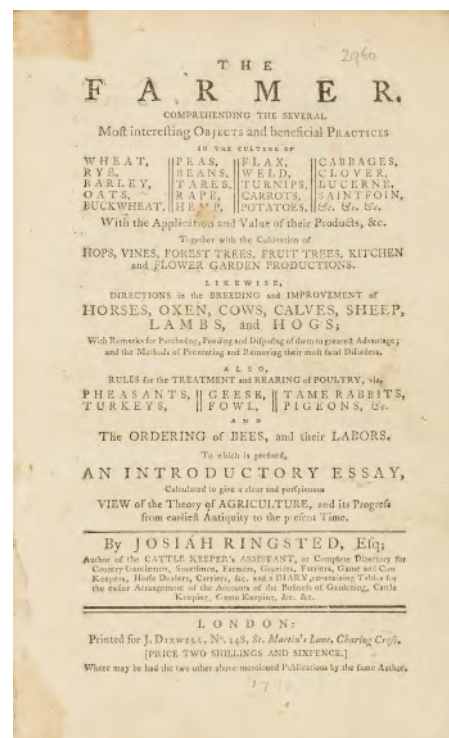 2960
THE
FARMER.
COMPREHENDING THE SEVERAL
Moſt intereſting OBJECTS and beneficial PRACTICES
IN THE CULTURE OF
WHEAT, PEAS, FLAX, CABBAGES,
RYE, BEANS, WELD, CLOVER,
BARLEY, TARES, TURNIPS, LUCERNE,
OATS, RAPE, CARROTS, SAINTFOIN,
BUCKWHEAT, HEMP, POTATOES, &c. &c. &c.
With the Application and Value of their Products, &c.
Together with the Cultivation of
HOPS, VINES, FOREST TREES, FRUIT TREES, KITCHEN
and FLOWER GARDEN PRODUCTIONS.
LIKEWISE,
DIRECTIONS in the BREEDING and IMPROVEMENT of
HORSES, OXEN, COWS, CALVES, SHEEP,
LAMBS, and HOGS;
With Remarks for Purchaſing, Feeding and Diſpoſing of them to greateſt Advantage;
and the Methods of Preventing and Removing their moſt fatal Diſorders.
ALSO,
RULES for the TREATMENT and REARING of POULTRY, viz.
PHEASANTS, GEESE, TAME RABBITS,
TURKEYS, FOWL, PIGEONS, &c.
AND
The ORDERING of BEES, and their LABORS.
To which is prefixed,
AN INTRODUCTORY ESSAY,
Calculated to give a clear and perſpicuous
VIEW of the Theory of AGRICULTURE, and its Progreſs
from earlieſt Antiquity to the preſent Time.
By JOSIAH RINGSTED, Eſq;
Author of the CATTLE KEEPER's ASSISTANT, or Complete Directory for
Country Gentlemen, Sportſmen, Farmers, Graziers, Farriers, Game and Cow
Keepers, Horſe Dealers, Carriers, &c. and a DIARY, containing Tables for
the eaſier Arrangement of the Accounts of the Buſineſs of Gardening, Cattle
Keeping, Game Keeping, &c. &c.
LONDON:
Printed for J. DIXWELL, No. 148, St. Martin's Lane, Charing Croſs.
[PRICE TWO SHILLINGS AND SIXPENCE.]
Where may be had the two other above mentioned Publications by the ſame Author.